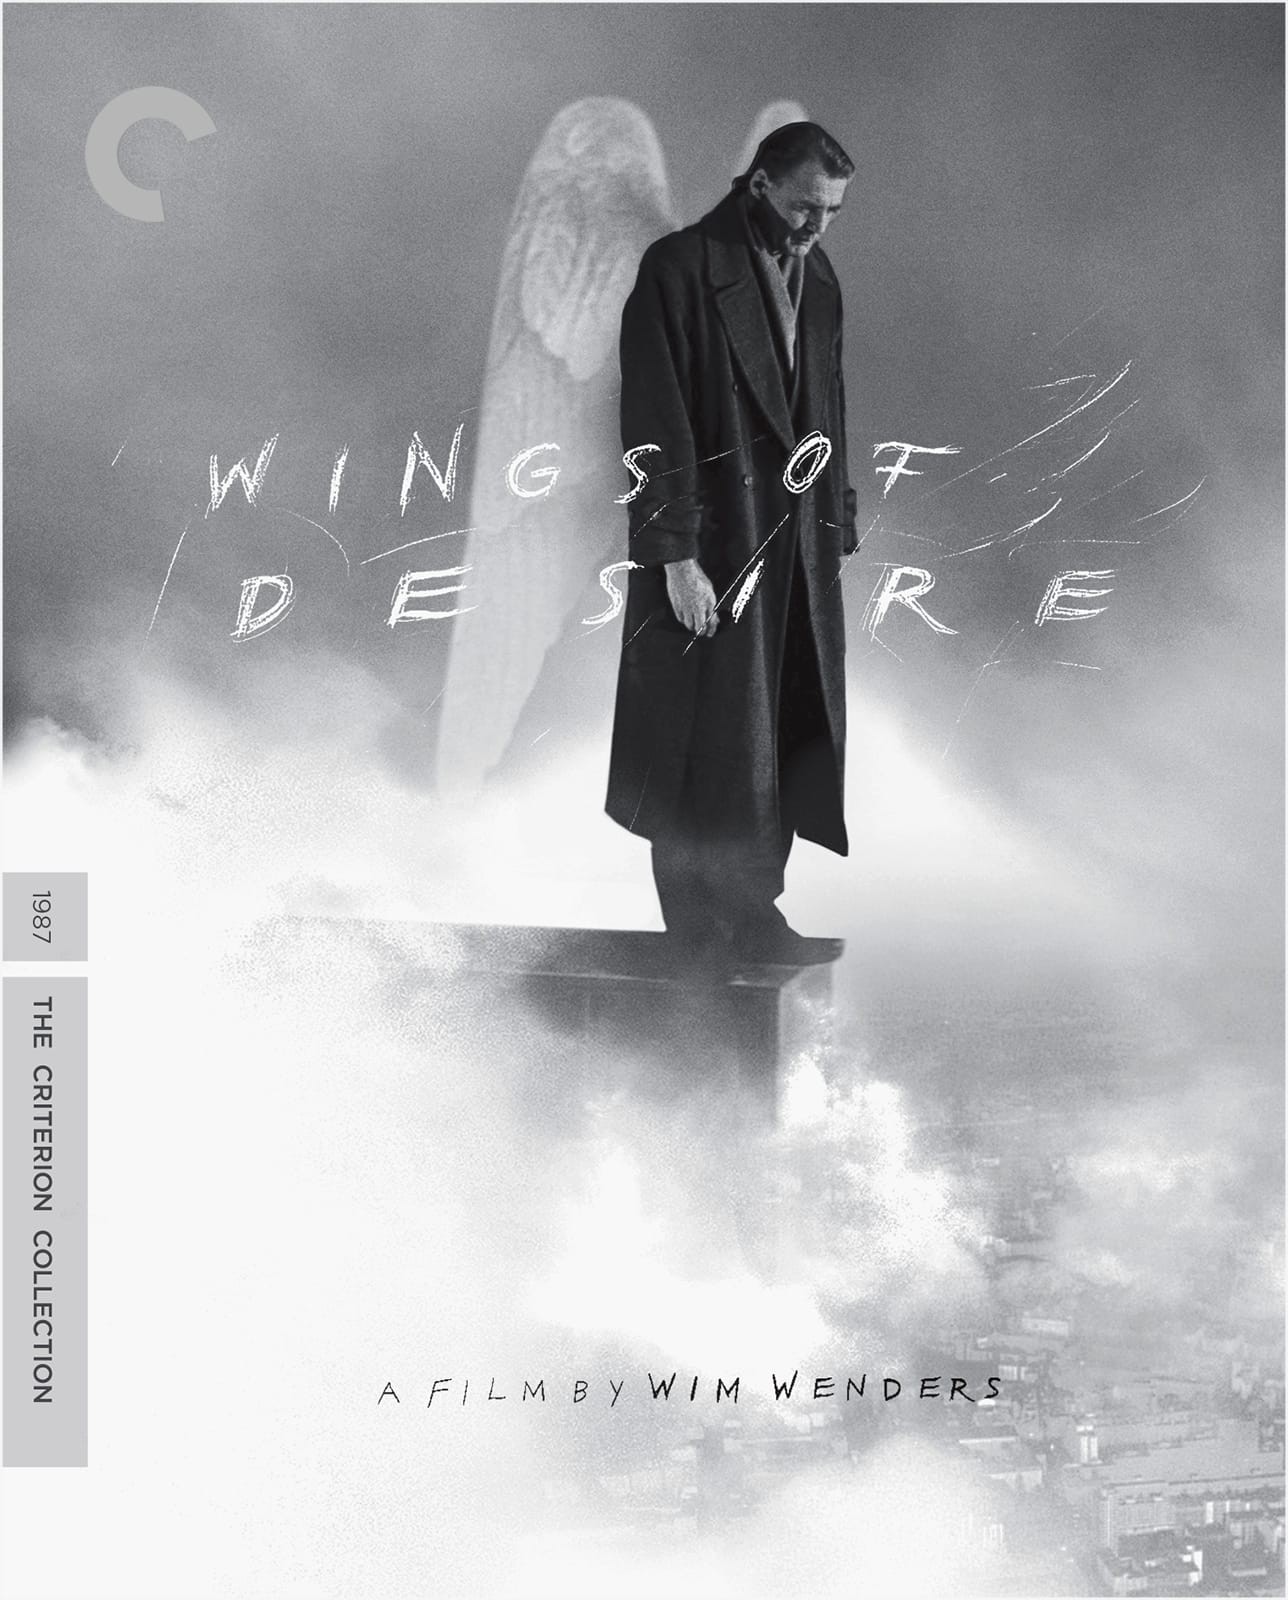 WINGS OF
DESIRE
1987
THE CRITERION COLLECTION
A FILM BY WIM WENDERS